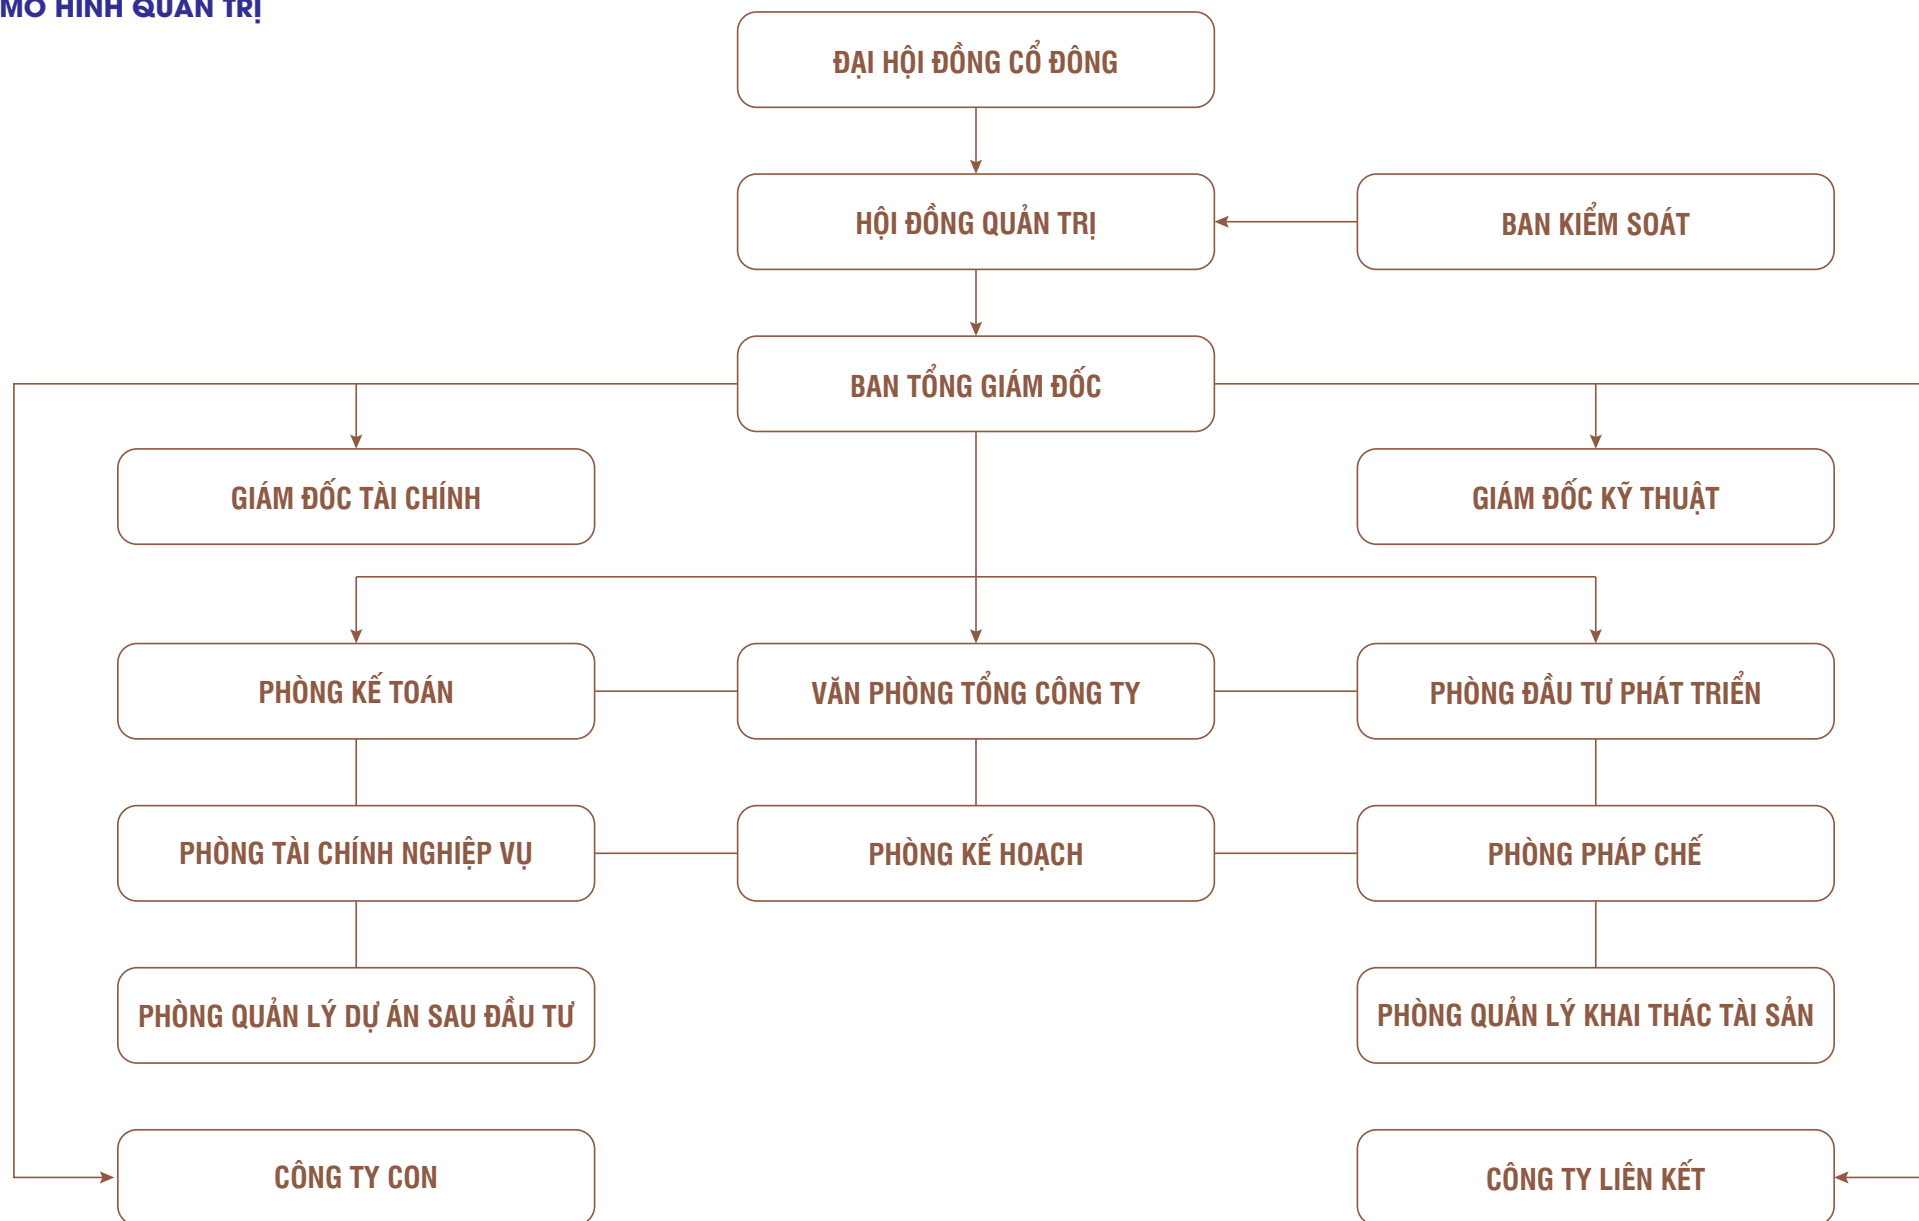 MÔ HÌNH QUẢN TRỊ
ĐẠI HỘI ĐỒNG CỔ ĐÔNG
HỘI ĐỒNG QUẢN TRỊ
BAN KIỂM SOÁT
BAN TỔNG GIÁM ĐỐC
GIÁM ĐỐC TÀI CHÍNH
GIÁM ĐỐC KỸ THUẬT
PHÒNG KẾ TOÁN
VĂN PHÒNG TỔNG CÔNG TY
PHÒNG ĐẦU TƯ PHÁT TRIỂN
PHÒNG TÀI CHÍNH NGHIỆP VỤ
PHÒNG KẾ HOẠCH
PHÒNG PHÁP CHẾ
PHÒNG QUẢN LÝ DỰ ÁN SAU ĐẦU TƯ
PHÒNG QUẢN LÝ KHAI THÁC TÀI SẢN
CÔNG TY CON
CÔNG TY LIÊN KẾT